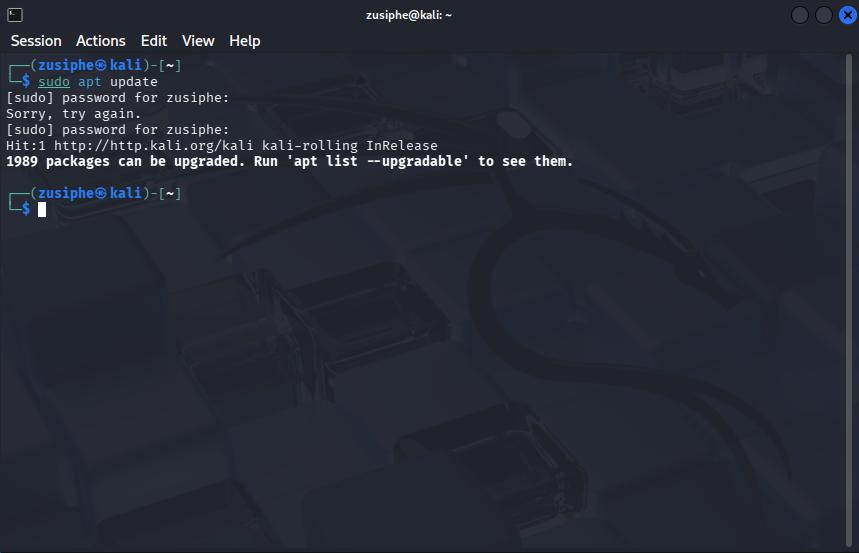 zusiphe@kali: ~
Session Actions Edit View Help
┌──(zusiphe㉿kali)-[~]
└─$ sudo apt update
[sudo] password for zusiphe:
Sorry, try again.
[sudo] password for zusiphe:
Hit:1 http://http.kali.org/kali kali-rolling InRelease
1989 packages can be upgraded. Run 'apt list --upgradable' to see them.
┌──(zusiphe㉿kali)-[~]
└─$